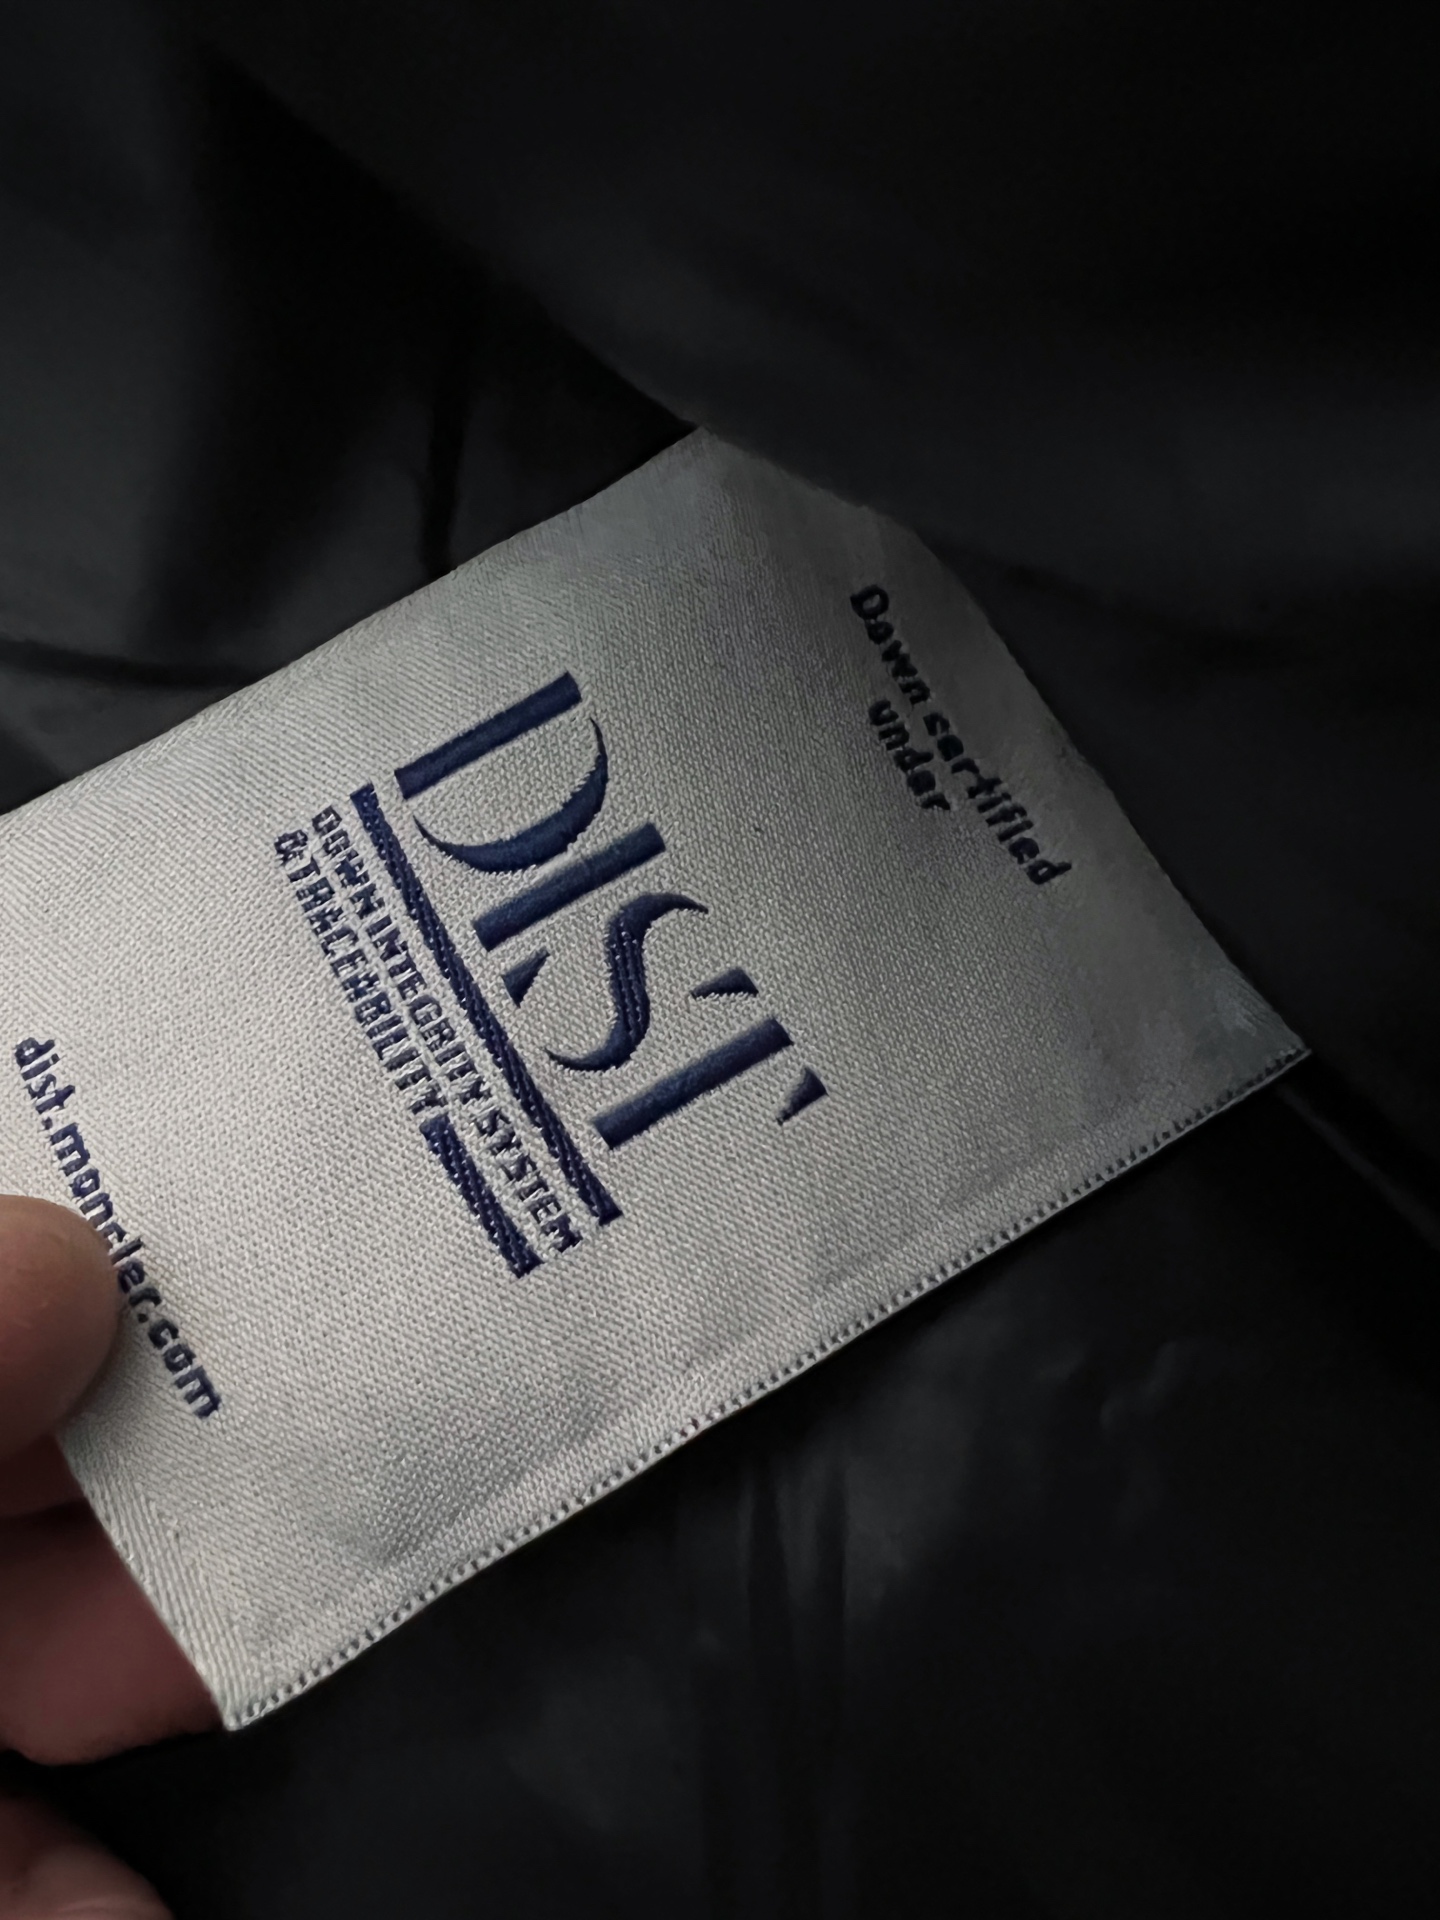 Down certified
under
DIST
DOWN INTEGRITY SYSTEM
& TRACEABILITY
dist.moncler.com